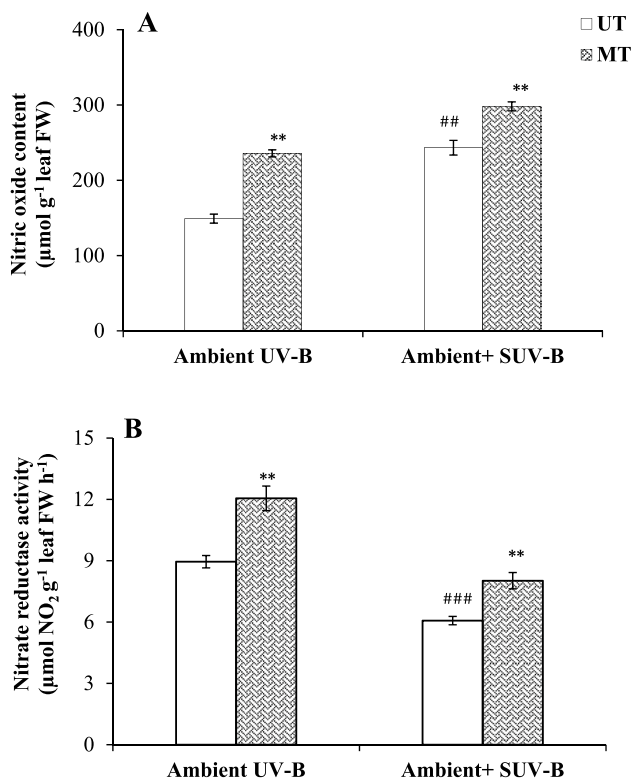 A
UT
MT
Nitric oxide content
(µmol g-1 leaf FW)
400
300
200
100
0
**
##
**
Ambient UV-B
Ambient+ SUV-B
B
Nitrate reductase activity
(µmol NO2 g-1 leaf FW h-1)
15
12
9
6
3
0
**
###
**
Ambient UV-B
Ambient+ SUV-B